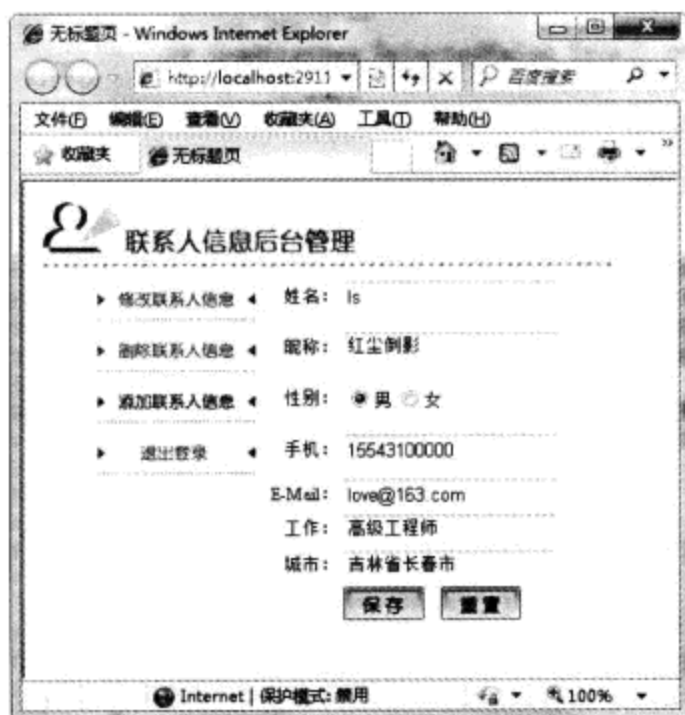 无标题页 - Windows Internet Explorer
http://localhost:2911
百度搜索
文件(F) 编辑(E) 查看(V) 收藏夹(A) 工具(T) 帮助(H)
收藏夹 无标题页
联系人信息后台管理
修改联系人信息 姓名: ls
删除联系人信息 昵称: 红尘倒影
添加联系人信息 性别: 男 女
退出登录 手机: 15543100000
E-Mail: love@163.com
工作: 高级工程师
城市: 吉林省长春市
保存 重置
Internet | 保护模式: 禁用 100%